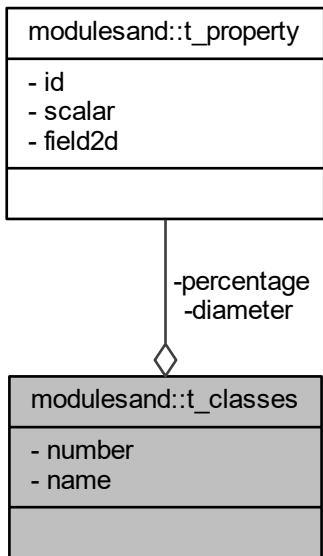 modulesand::t_property
- id
- scalar
- field2d
-percentage
-diameter
modulesand::t_classes
- number
- name